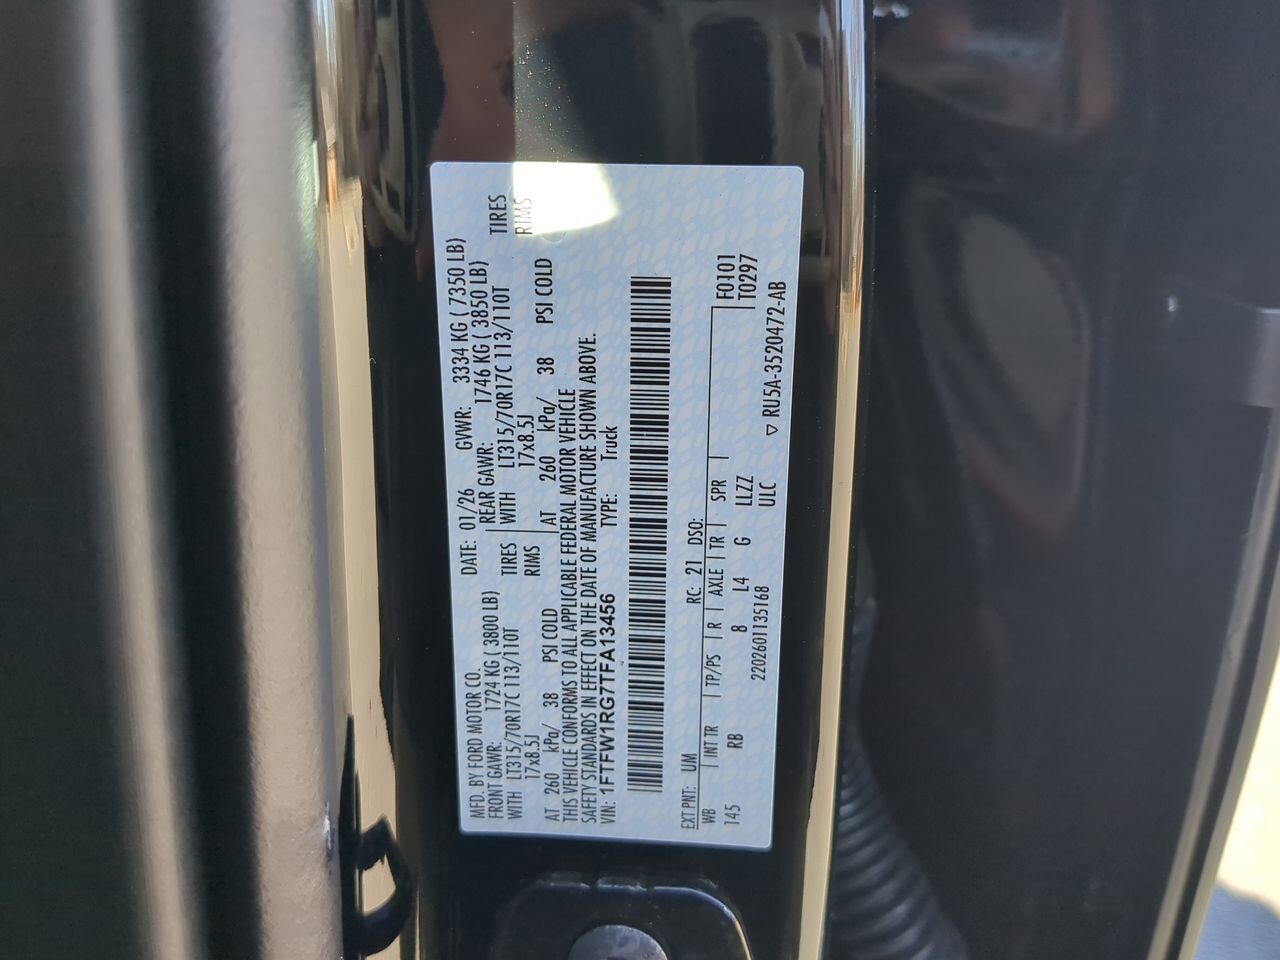 MFD. BY FORD MOTOR CO.
DATE: 01/26 GVWR: 3334 KG ( 7350 LB)
FRONT GAWR: 1724 KG ( 3800 LB) REAR GAWR: 1746 KG ( 3850 LB)
WITH LT315/70R17C 113/110T TIRES WITH LT315/70R17C 113/110T TIRES
17x8.5J RIMS 17x8.5J RIMS
AT 260 kPa/ 38 PSI COLD AT 260 kPa/ 38 PSI COLD
THIS VEHICLE CONFORMS TO ALL APPLICABLE FEDERAL MOTOR VEHICLE
SAFETY STANDARDS IN EFFECT ON THE DATE OF MANUFACTURE SHOWN ABOVE.
VIN: 1FTFW1RG7TFA13456 TYPE: Truck
EXT PNT: UM RC: 21 DSO: F0101
WB INT TR TP/PS R AXLE TR SPR T0297
145 RB 8 L4 G LLZZ
2202601135168 ULC ▽ RU5A-3520472-AB